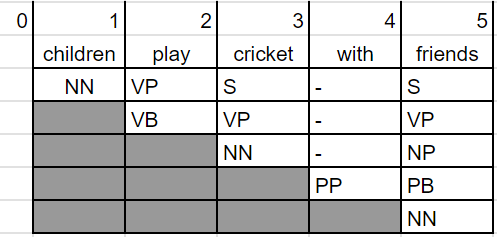 0 1 2 3 4 5
children play cricket with friends
NN VP S - S
VB VP - VP
NN - NP
PP PB
NN